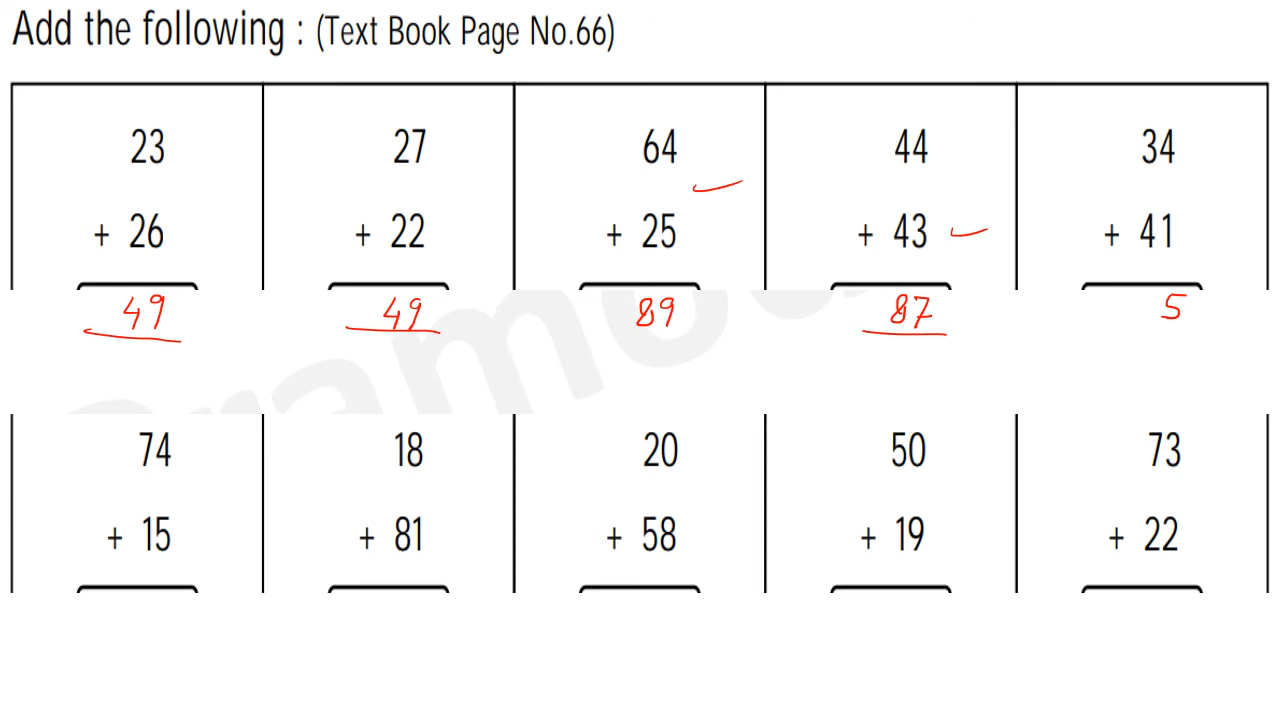 Add the following : (Text Book Page No.66)
23 27 64 44 34
+ 26 + 22 + 25 + 43 + 41
49 49 89 87 5
74 18 20 50 73
+ 15 + 81 + 58 + 19 + 22